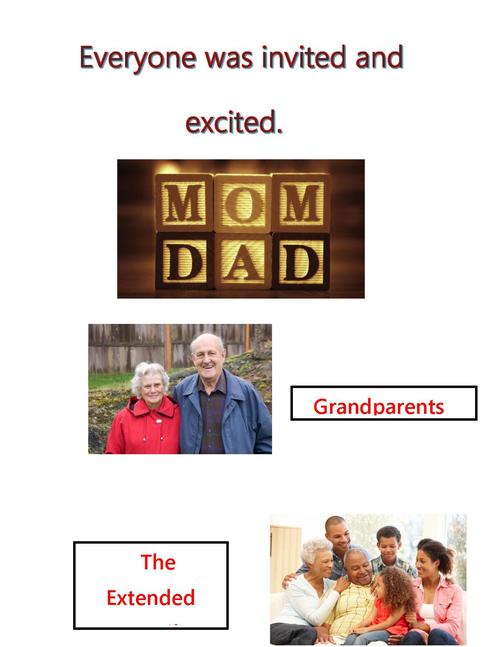 Everyone was invited and
excited.
MOM
DAD
Grandparents
The
Extended